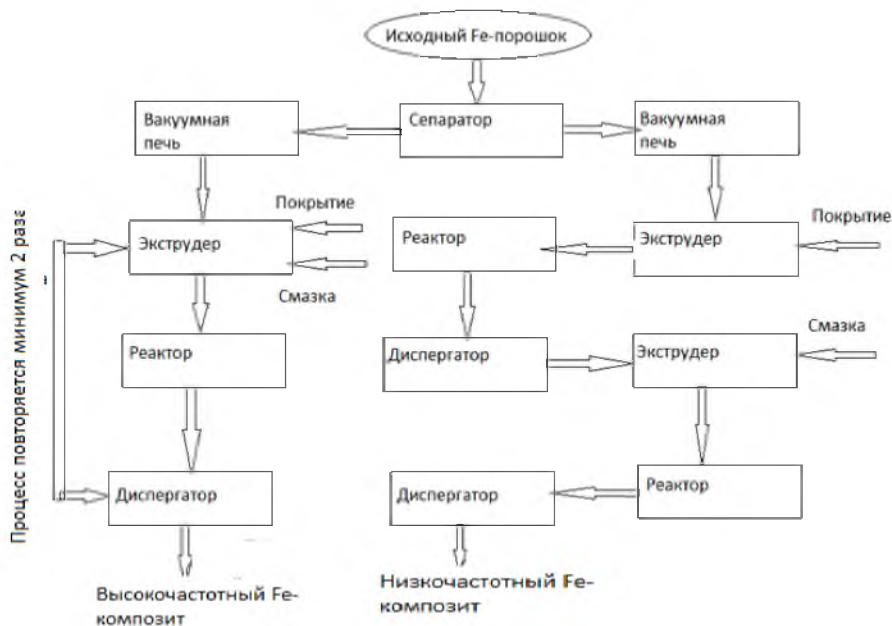 Исходный Fe-порошок
Вакуумная
печь
Сепаратор
Вакуумная
печь
Покрытие
Экструдер
Смазка
Реактор
Экструдер
Покрытие
Реактор
Диспергатор
Экструдер
Смазка
Диспергатор
Диспергатор
Реактор
Процесс повторяется минимум 2 раза
Высокочастотный Fe-
композит
Низкочастотный Fe-
композит